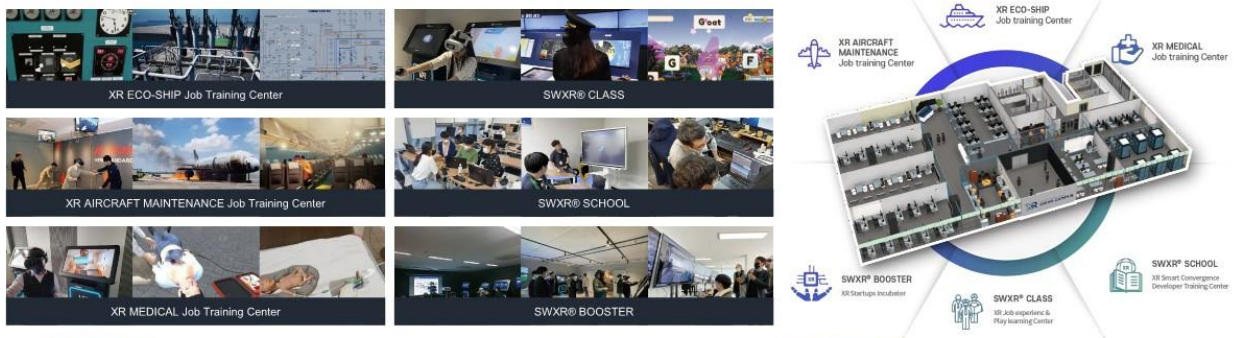 XR ECO-SHIP Job Training Center
SWXR® CLASS
G'oat
G
F
XR AIRCRAFT MAINTENANCE Job Training Center
SWXR® SCHOOL
XR MEDICAL Job Training Center
SWXR® BOOSTER
XR ECO-SHIP
Job training Center
XR AIRCRAFT
MAINTENANCE
Job training Center
XR MEDICAL
Job training Center
SWXR® BOOSTER
XR Startups Incubater
SWXR® CLASS
XR Job experienc &
Play learning Center
SWXR® SCHOOL
XR Smart Convergence
Developer Training Center